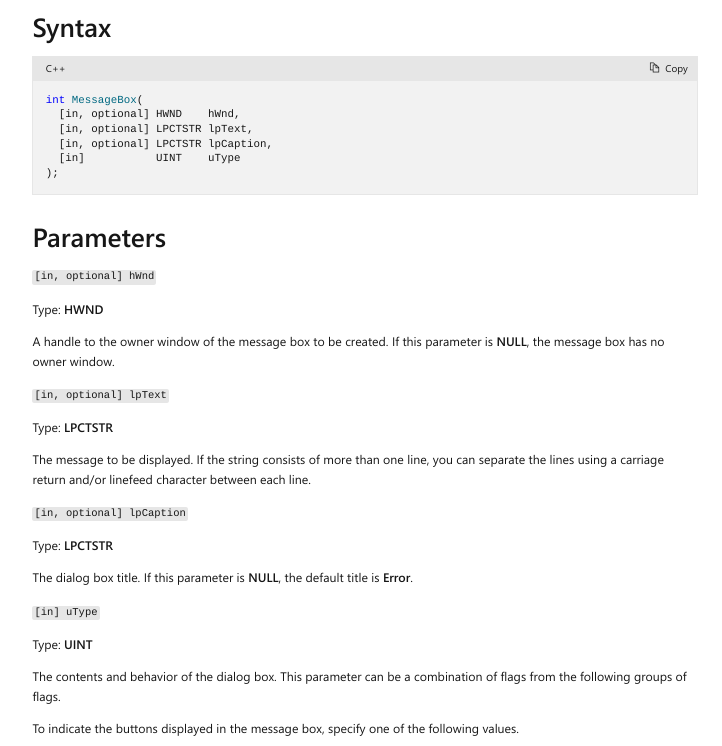 Syntax
C++
Copy
int MessageBox(
  [in, optional] HWND    hWnd,
  [in, optional] LPCTSTR lpText,
  [in, optional] LPCTSTR lpCaption,
  [in]           UINT    uType
);
Parameters
[in, optional] hWnd
Type: HWND
A handle to the owner window of the message box to be created. If this parameter is NULL, the message box has no
owner window.
[in, optional] lpText
Type: LPCTSTR
The message to be displayed. If the string consists of more than one line, you can separate the lines using a carriage
return and/or linefeed character between each line.
[in, optional] lpCaption
Type: LPCTSTR
The dialog box title. If this parameter is NULL, the default title is Error.
[in] uType
Type: UINT
The contents and behavior of the dialog box. This parameter can be a combination of flags from the following groups of
flags.
To indicate the buttons displayed in the message box, specify one of the following values.